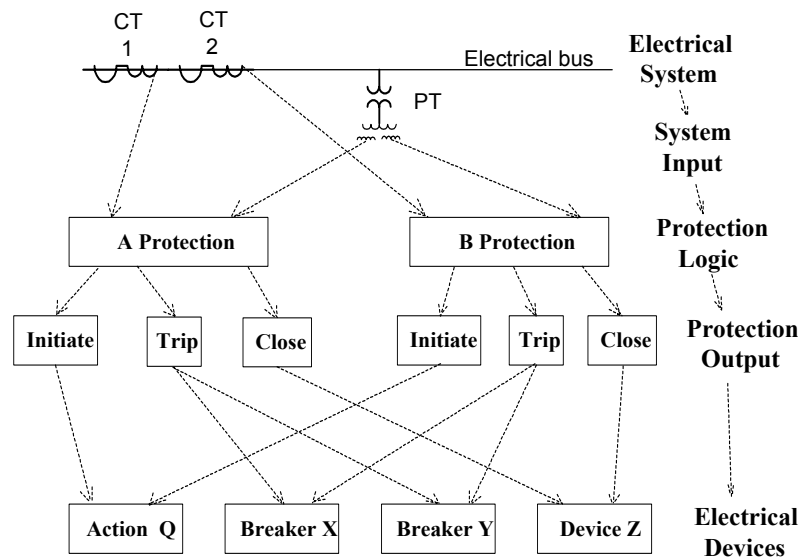 CT
1
CT
2
Electrical bus
Electrical
System
PT
System
Input
A Protection
B Protection
Protection
Logic
Initiate
Trip
Close
Initiate
Trip
Close
Protection
Output
Action Q
Breaker X
Breaker Y
Device Z
Electrical
Devices